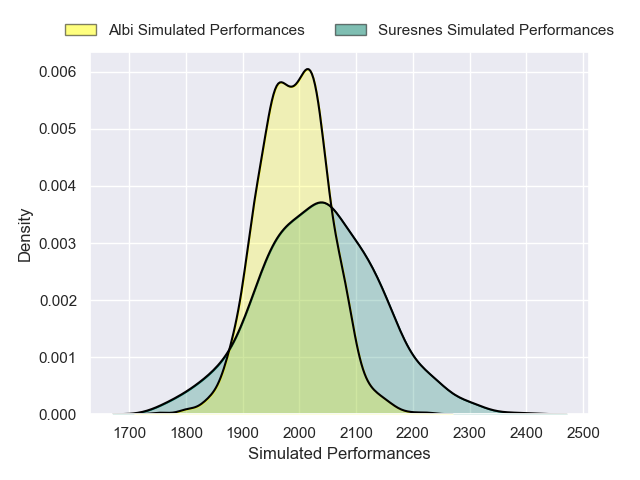 Albi Simulated Performances
Suresnes Simulated Performances
0.006
0.005
0.004
0.003
0.002
0.001
0.000
Density
1700 1800 1900 2000 2100 2200 2300 2400 2500
Simulated Performances